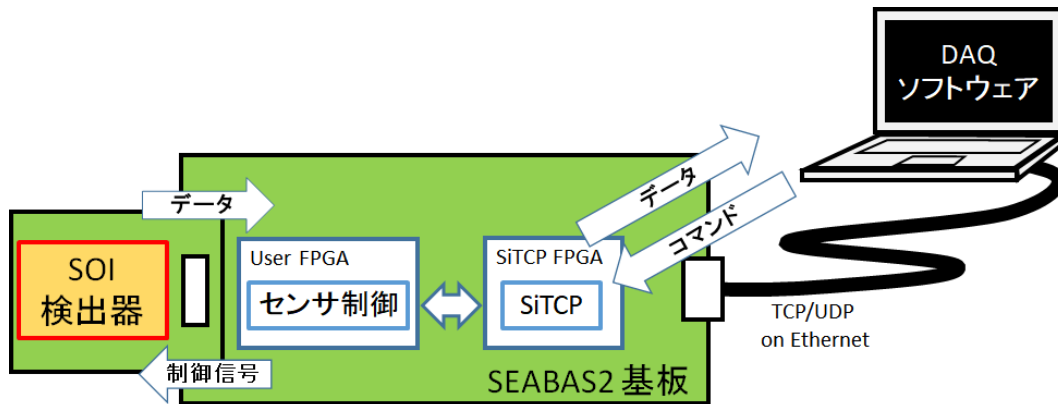 DAQ
ソフトウェア
データ
データ
コマンド
SOI
検出器
User FPGA
センサ制御
SiTCP FPGA
SiTCP
TCP/UDP
on Ethernet
制御信号
SEABAS2 基板